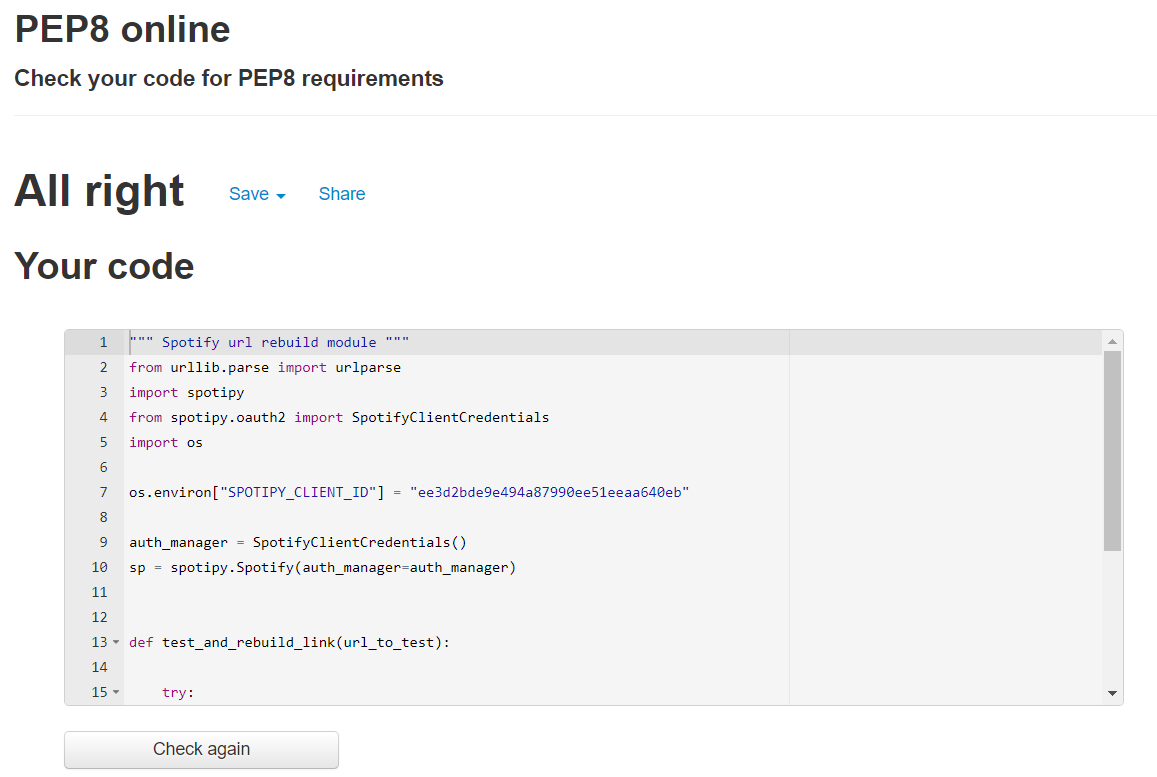 PEP8 online
Check your code for PEP8 requirements
All right Save Share
Your code
1 """ Spotify url rebuild module """
2 from urllib.parse import urlparse
3 import spotipy
4 from spotipy.oauth2 import SpotifyClientCredentials
5 import os
6
7 os.environ["SPOTIPY_CLIENT_ID"] = "ee3d2bde9e494a87990ee51eeaa640eb"
8
9 auth_manager = SpotifyClientCredentials()
10 sp = spotipy.Spotify(auth_manager=auth_manager)
11
12
13 def test_and_rebuild_link(url_to_test):
14
15     try:
Check again